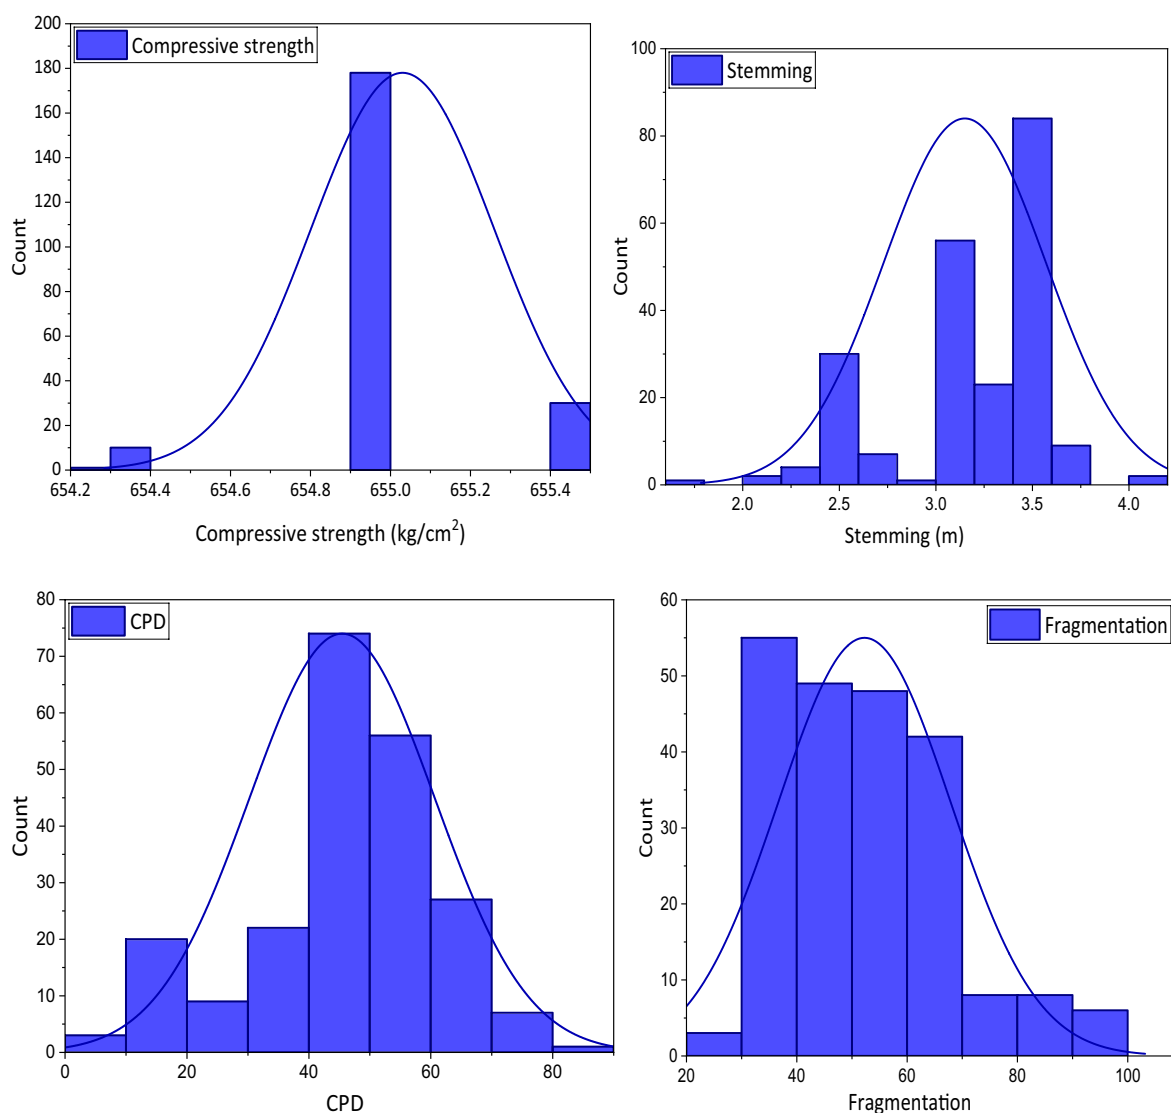 Compressive strength
Count
200
180
160
140
120
100
80
60
40
20
0
654.2 654.4 654.6 654.8 655.0 655.2 655.4
Compressive strength (kg/cm²)
Stemming
Count
100
80
60
40
20
0
2.0 2.5 3.0 3.5 4.0
Stemming (m)
CPD
Count
80
70
60
50
40
30
20
10
0
0 20 40 60 80
CPD
Fragmentation
Count
60
50
40
30
20
10
0
20 40 60 80 100
Fragmentation